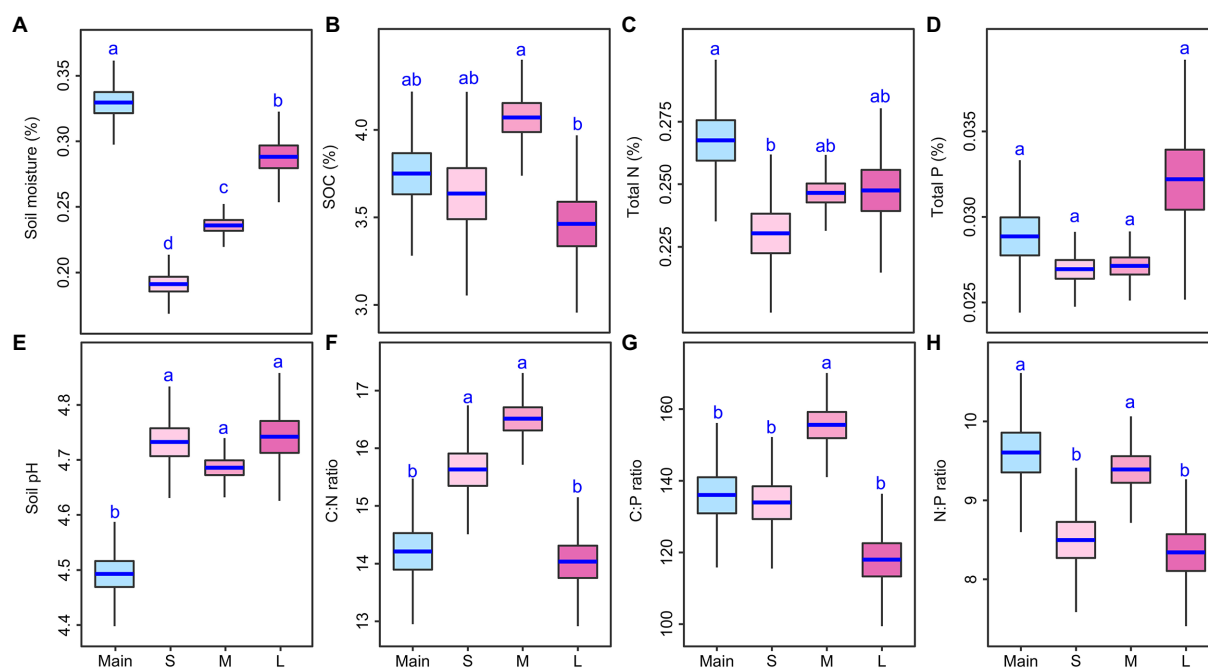 A
Soil moisture (%)
0.35
0.30
0.25
0.20
a
d
c
b
B
SOC (%)
4.0
3.5
3.0
ab
ab
a
b
C
Total N (%)
0.275
0.250
0.225
a
b
ab
ab
D
Total P (%)
0.035
0.030
0.025
a
a
a
a
E
Soil pH
4.8
4.7
4.6
4.5
4.4
b
a
a
a
Main S M L
F
C:N ratio
17
16
15
14
13
b
a
a
b
Main S M L
G
C:P ratio
160
140
120
100
b
b
a
b
Main S M L
H
N:P ratio
10
9
8
a
b
a
b
Main S M L